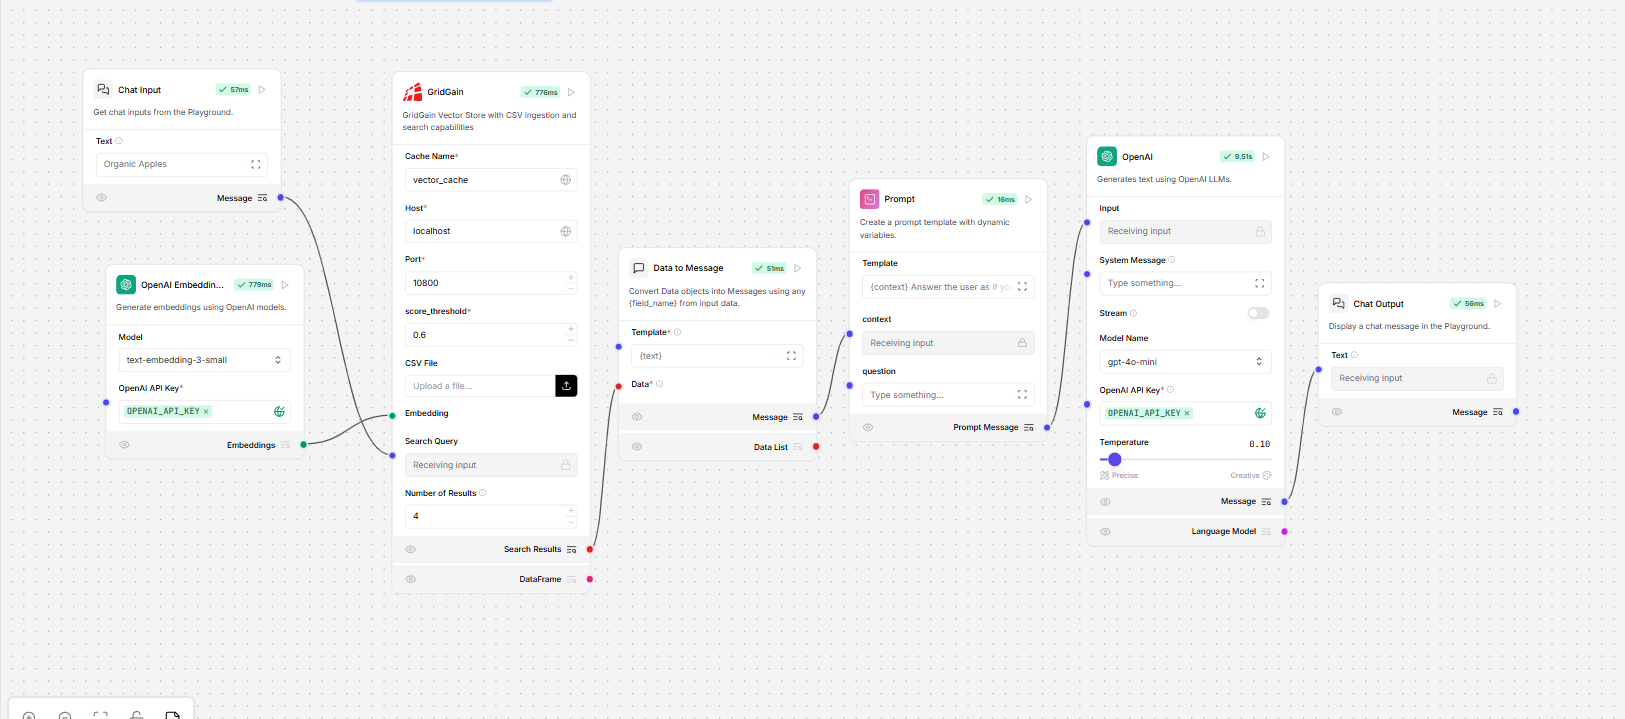 Chat Input
57ms
Get chat inputs from the Playground.
Text
Organic Apples
Message
OpenAI Embeddin...
779ms
Generate embeddings using OpenAI models.
Model
text-embedding-3-small
OpenAI API Key*
OPENAI_API_KEY ×
Embeddings
GridGain
776ms
GridGain Vector Store with CSV ingestion and
search capabilities
Cache Name*
vector_cache
Host*
localhost
Port*
10800
score_threshold*
0.6
CSV File
Upload a file...
Embedding
Search Query
Receiving input
Number of Results
4
Search Results
DataFrame
Data to Message
51ms
Convert Data objects into Messages using any
{field_name} from input data.
Template*
{text}
Data*
Message
Data List
Prompt
16ms
Create a prompt template with dynamic
variables.
Template
{context} Answer the user as if yo
context
Receiving input
question
Type something...
Prompt Message
OpenAI
9.51s
Generates text using OpenAI LLMs.
Input
Receiving input
System Message
Type something...
Stream
Model Name
gpt-4o-mini
OpenAI API Key*
OPENAI_API_KEY ×
Temperature
0.10
Precise
Creative
Message
Language Model
Chat Output
56ms
Display a chat message in the Playground.
Text
Receiving input
Message